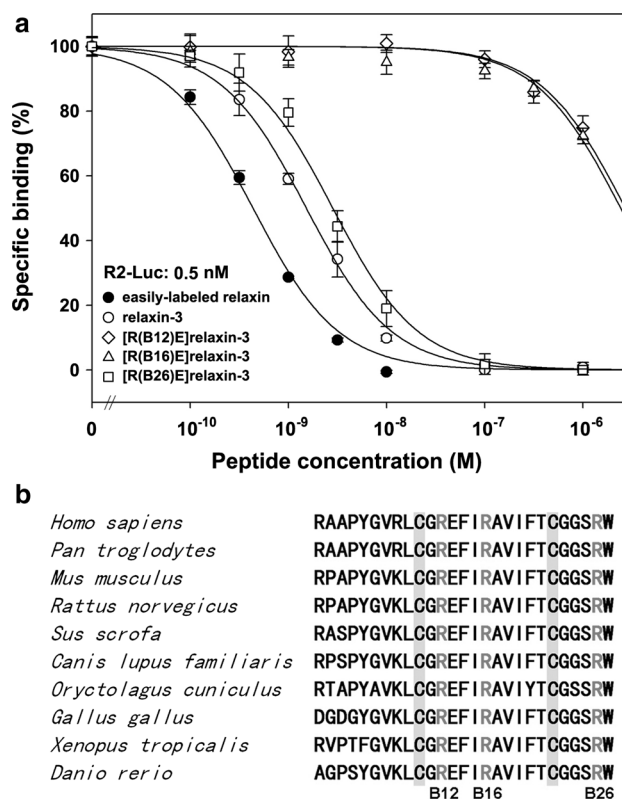 a
Specific binding (%)
100
80
60
40
20
0
R2-Luc: 0.5 nM
easily-labeled relaxin
relaxin-3
[R(B12)E]relaxin-3
[R(B16)E]relaxin-3
[R(B26)E]relaxin-3
0 10-10 10-9 10-8 10-7 10-6
Peptide concentration (M)
b
Homo sapiens RAAPYGVRLCGREFIRAVIFTCGGSRW
Pan troglodytes RAAPYGVRLCGREFIRAVIFTCGGSRW
Mus musculus RPAPYGVKLCGREFIRAVIFTCGGSRW
Rattus norvegicus RPAPYGVKLCGREFIRAVIFTCGGSRW
Sus scrofa RASPYGVKLCGREFIRAVIFTCGGSRW
Canis lupus familiaris RPSPYGVKLCGREFIRAVIFTCGGSRW
Oryctolagus cuniculus RTAPYAVKLCGREFIRAVIYTCGSSRW
Gallus gallus DGDGYGVKLCGREFIRAVIFTCGGSRW
Xenopus tropicalis RVPTFGVKLCGREFIRAVIFTCGGSRW
Danio rerio AGPSYGVKLCGREFIRAVIFTCGGSRW
B12 B16 B26